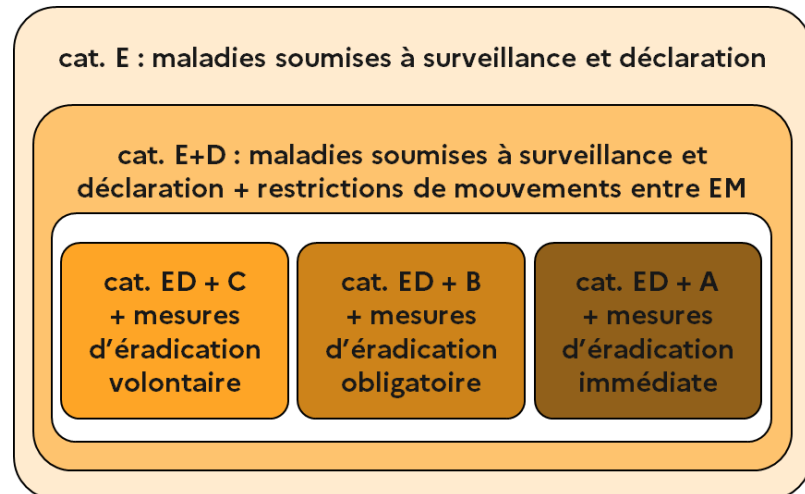 cat. E : maladies soumises à surveillance et déclaration
cat. E+D : maladies soumises à surveillance et
déclaration + restrictions de mouvements entre EM
cat. ED + C
+ mesures
d’éradication
volontaire
cat. ED + B
+ mesures
d’éradication
obligatoire
cat. ED + A
+ mesures
d’éradication
immédiate